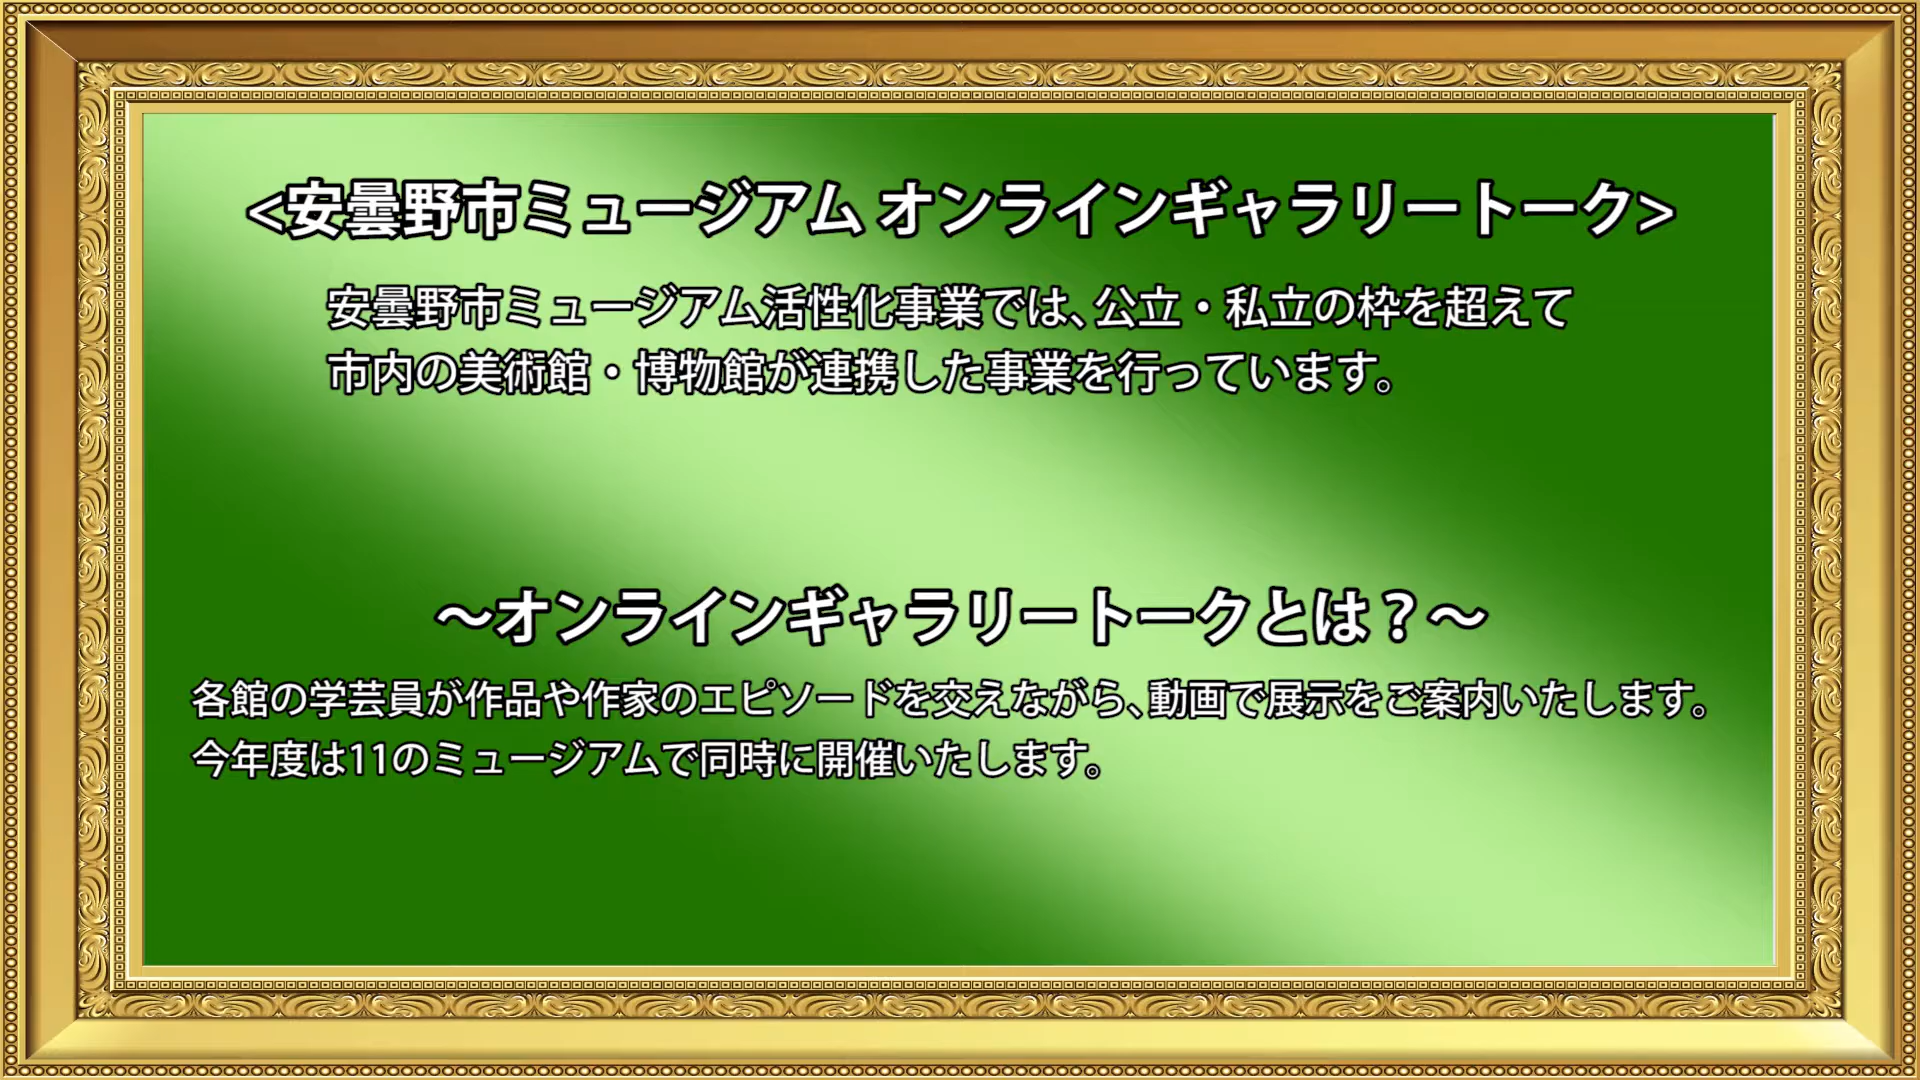 <安曇野市ミュージアム オンラインギャラリートーク>
安曇野市ミュージアム活性化事業では、公立・私立の枠を超えて
市内の美術館・博物館が連携した事業を行っています。
～オンラインギャラリートークとは？～
各館の学芸員が作品や作家のエピソードを交えながら、動画で展示をご案内いたします。
今年度は11のミュージアムで同時に開催いたします。